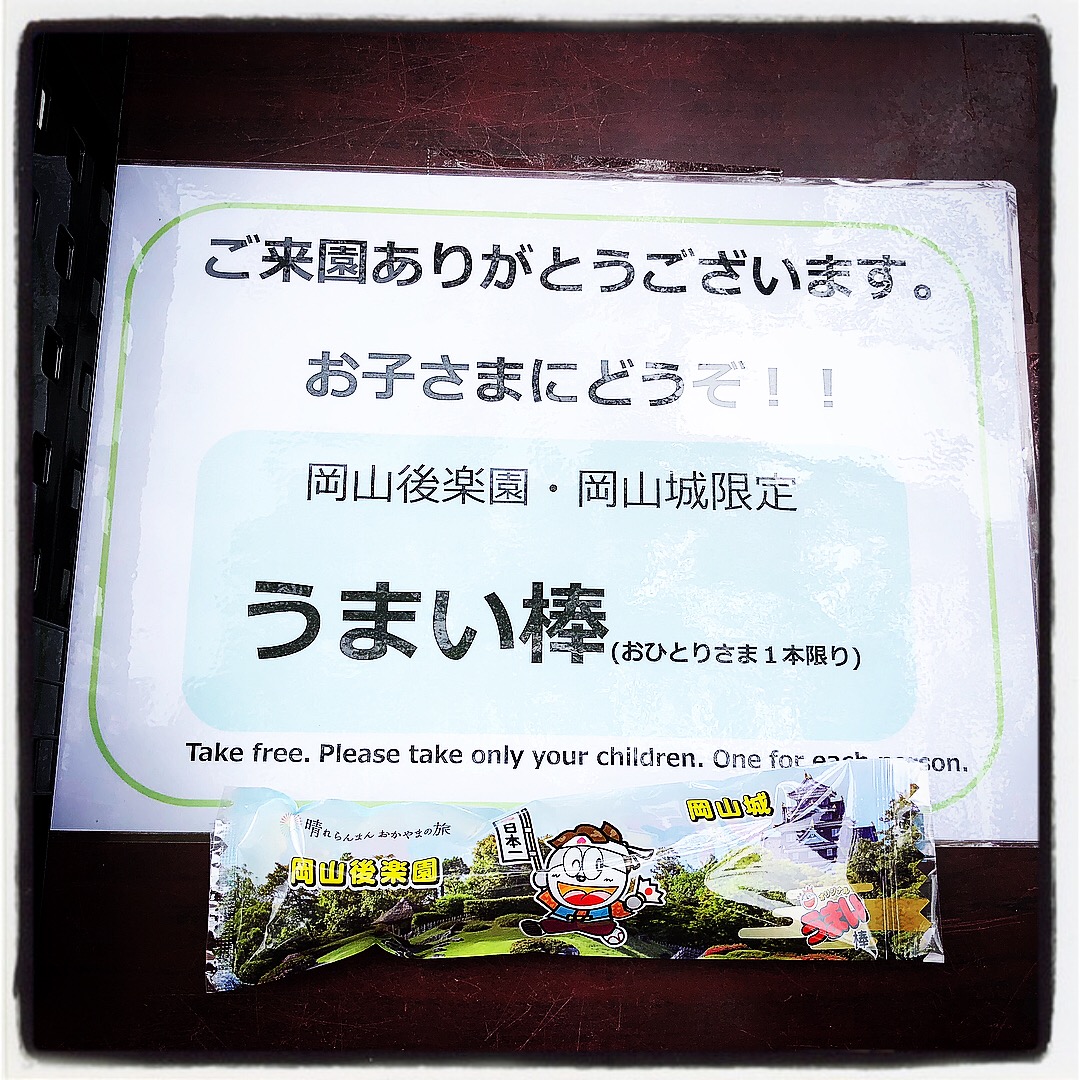 ご来園ありがとうございます。
お子さまにどうぞ！！
岡山後楽園・岡山城限定
うまい棒(おひとりさま１本限り)
Take free. Please take only your children. One for each person.
晴れらんまん おかやまの旅
岡山後楽園
日本一
岡山城
うまい棒